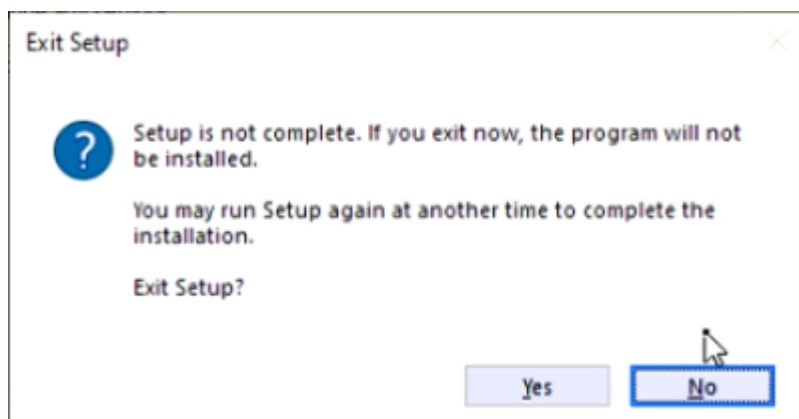 Exit Setup
Setup is not complete. If you exit now, the program will not
be installed.
You may run Setup again at another time to complete the
installation.
Exit Setup?
Yes
No